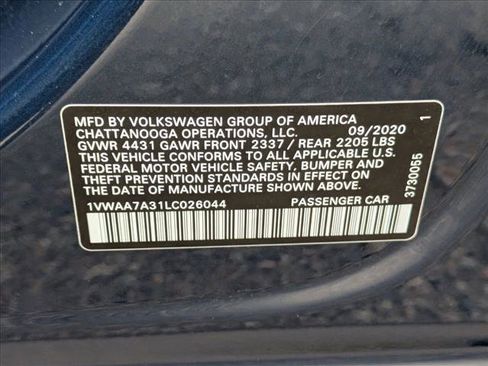 MFD BY VOLKSWAGEN GROUP OF AMERICA
CHATTANOOGA OPERATIONS, LLC. 09/2020
GVWR 4431 GAWR FRONT 2337 / REAR 2205 LBS
THIS VEHICLE CONFORMS TO ALL APPLICABLE U.S.
FEDERAL MOTOR VEHICLE SAFETY, BUMPER AND
THEFT PREVENTION STANDARDS IN EFFECT ON THE
DATE OF MANUFACTURE SHOWN ABOVE.
1VWAA7A31LC026044 PASSENGER CAR
3730055 1